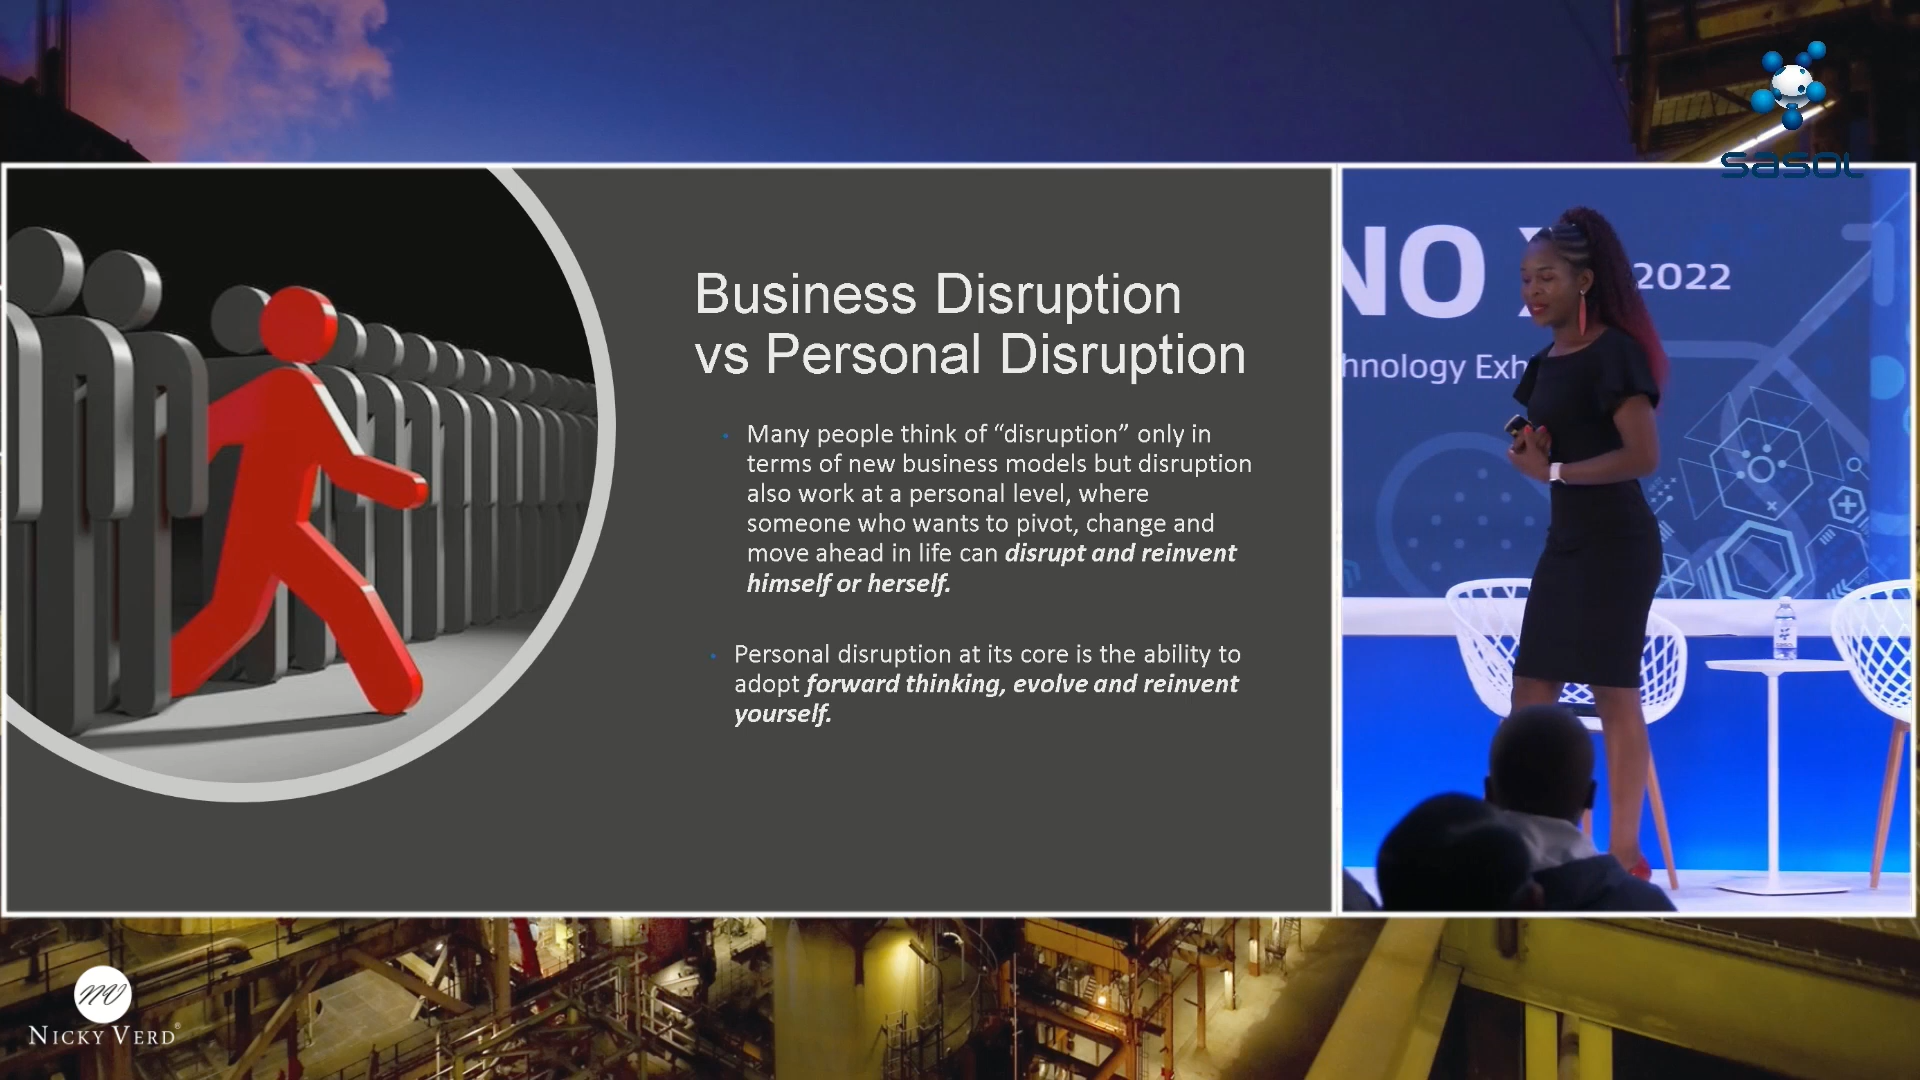 sasol
Business Disruption
vs Personal Disruption
• Many people think of “disruption” only in
terms of new business models but disruption
also work at a personal level, where
someone who wants to pivot, change and
move ahead in life can disrupt and reinvent
himself or herself.
• Personal disruption at its core is the ability to
adopt forward thinking, evolve and reinvent
yourself.
NO X
2022
hnology Exh
NV
NICKY VERD®